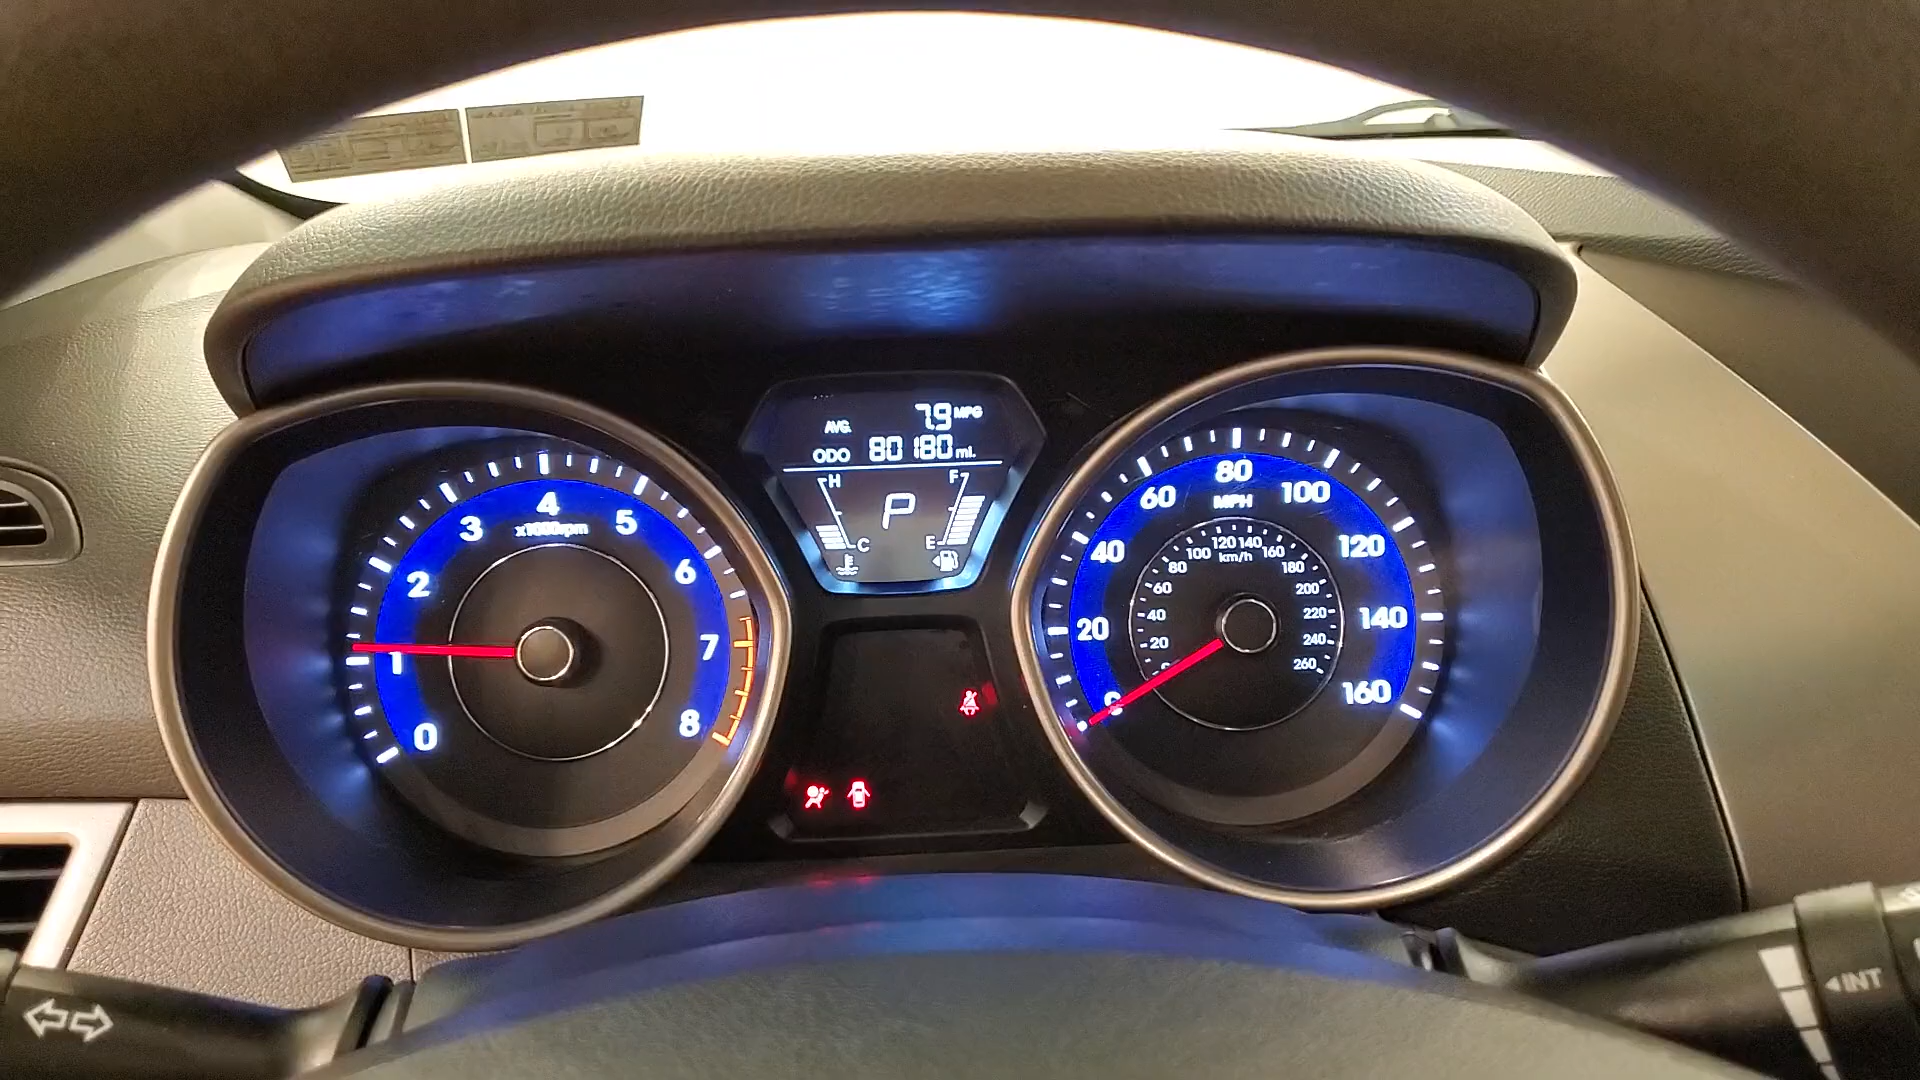 AVG. 7.9 MPG
ODO 80180 mi.
H F
P
C E
0 1 2 3 4 5 6 7 8
x1000rpm
0 20 40 60 80 100 120 140 160
MPH
20 40 60 80 100 120 140 160 180 200 220 240 260
km/h
INT